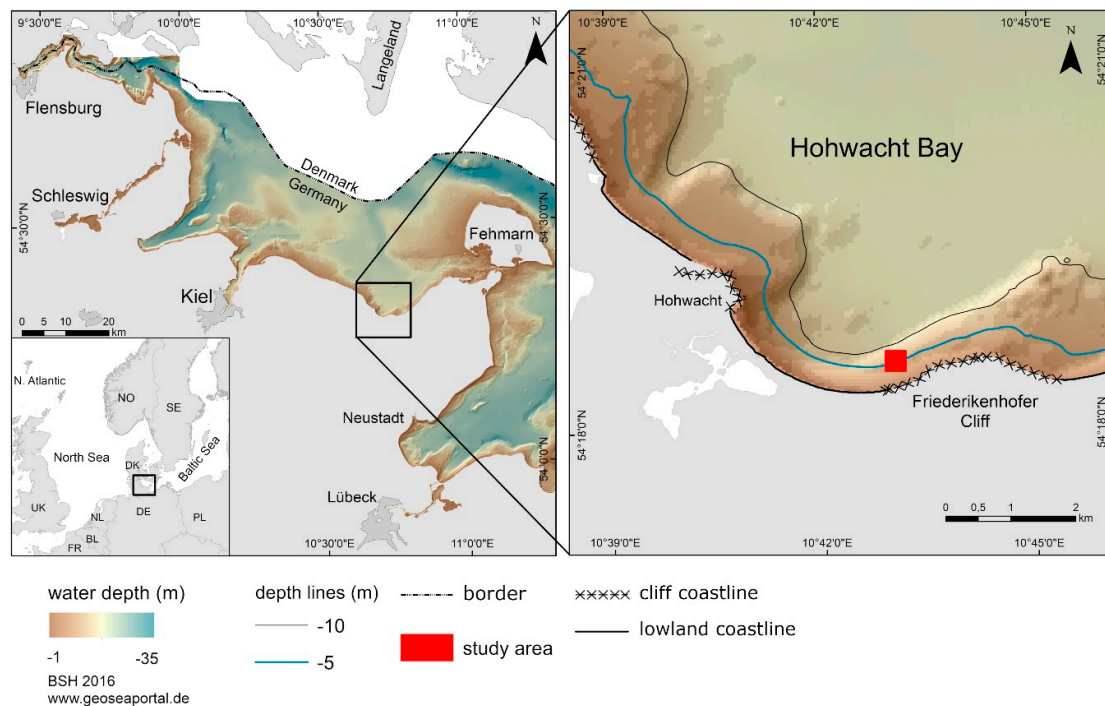 9°30'0"E
10°0'0"E
10°30'0"E
11°0'0"E
N
Langeland
Flensburg
Denmark
Germany
Schleswig
54°30'0"N
54°30'0"N
Fehmarn
Kiel
0 5 10 20
km
N. Atlantic
NO
SE
North Sea
DK
Baltic Sea
UK
NL
DE
PL
BL
FR
Neustadt
54°0'0"N
Lübeck
10°30'0"E
11°0'0"E
10°39'0"E
10°42'0"E
10°45'0"E
N
54°21'0"N
54°21'0"N
Hohwacht Bay
Hohwacht
Friederikenhofer
Cliff
54°18'0"N
54°18'0"N
0 0,5 1 2
km
10°39'0"E
10°42'0"E
10°45'0"E
water depth (m)
-1 -35
BSH 2016
www.geoseaportal.de
depth lines (m)
-10
-5
border
study area
cliff coastline
lowland coastline